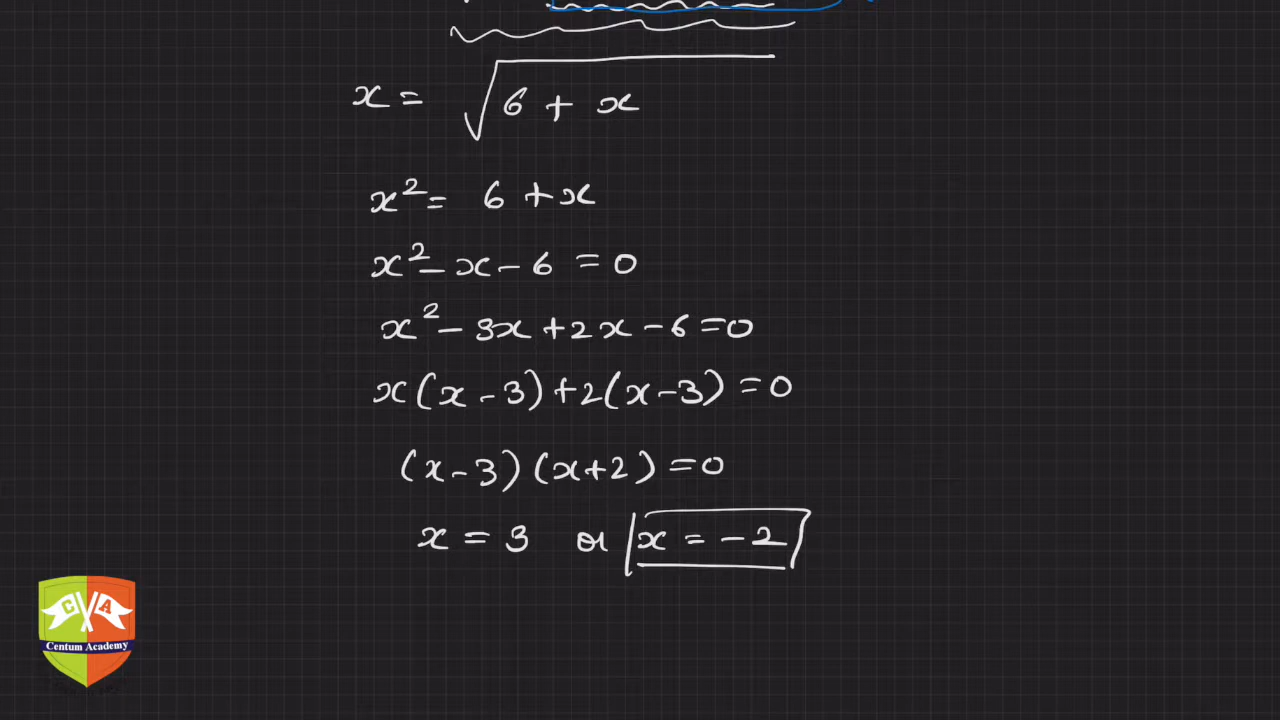 x = √6 + x
x² = 6 + x
x² - x - 6 = 0
x² - 3x + 2x - 6 = 0
x(x - 3) + 2(x - 3) = 0
(x - 3)(x + 2) = 0
x = 3 or x = -2
C A
Centum Academy